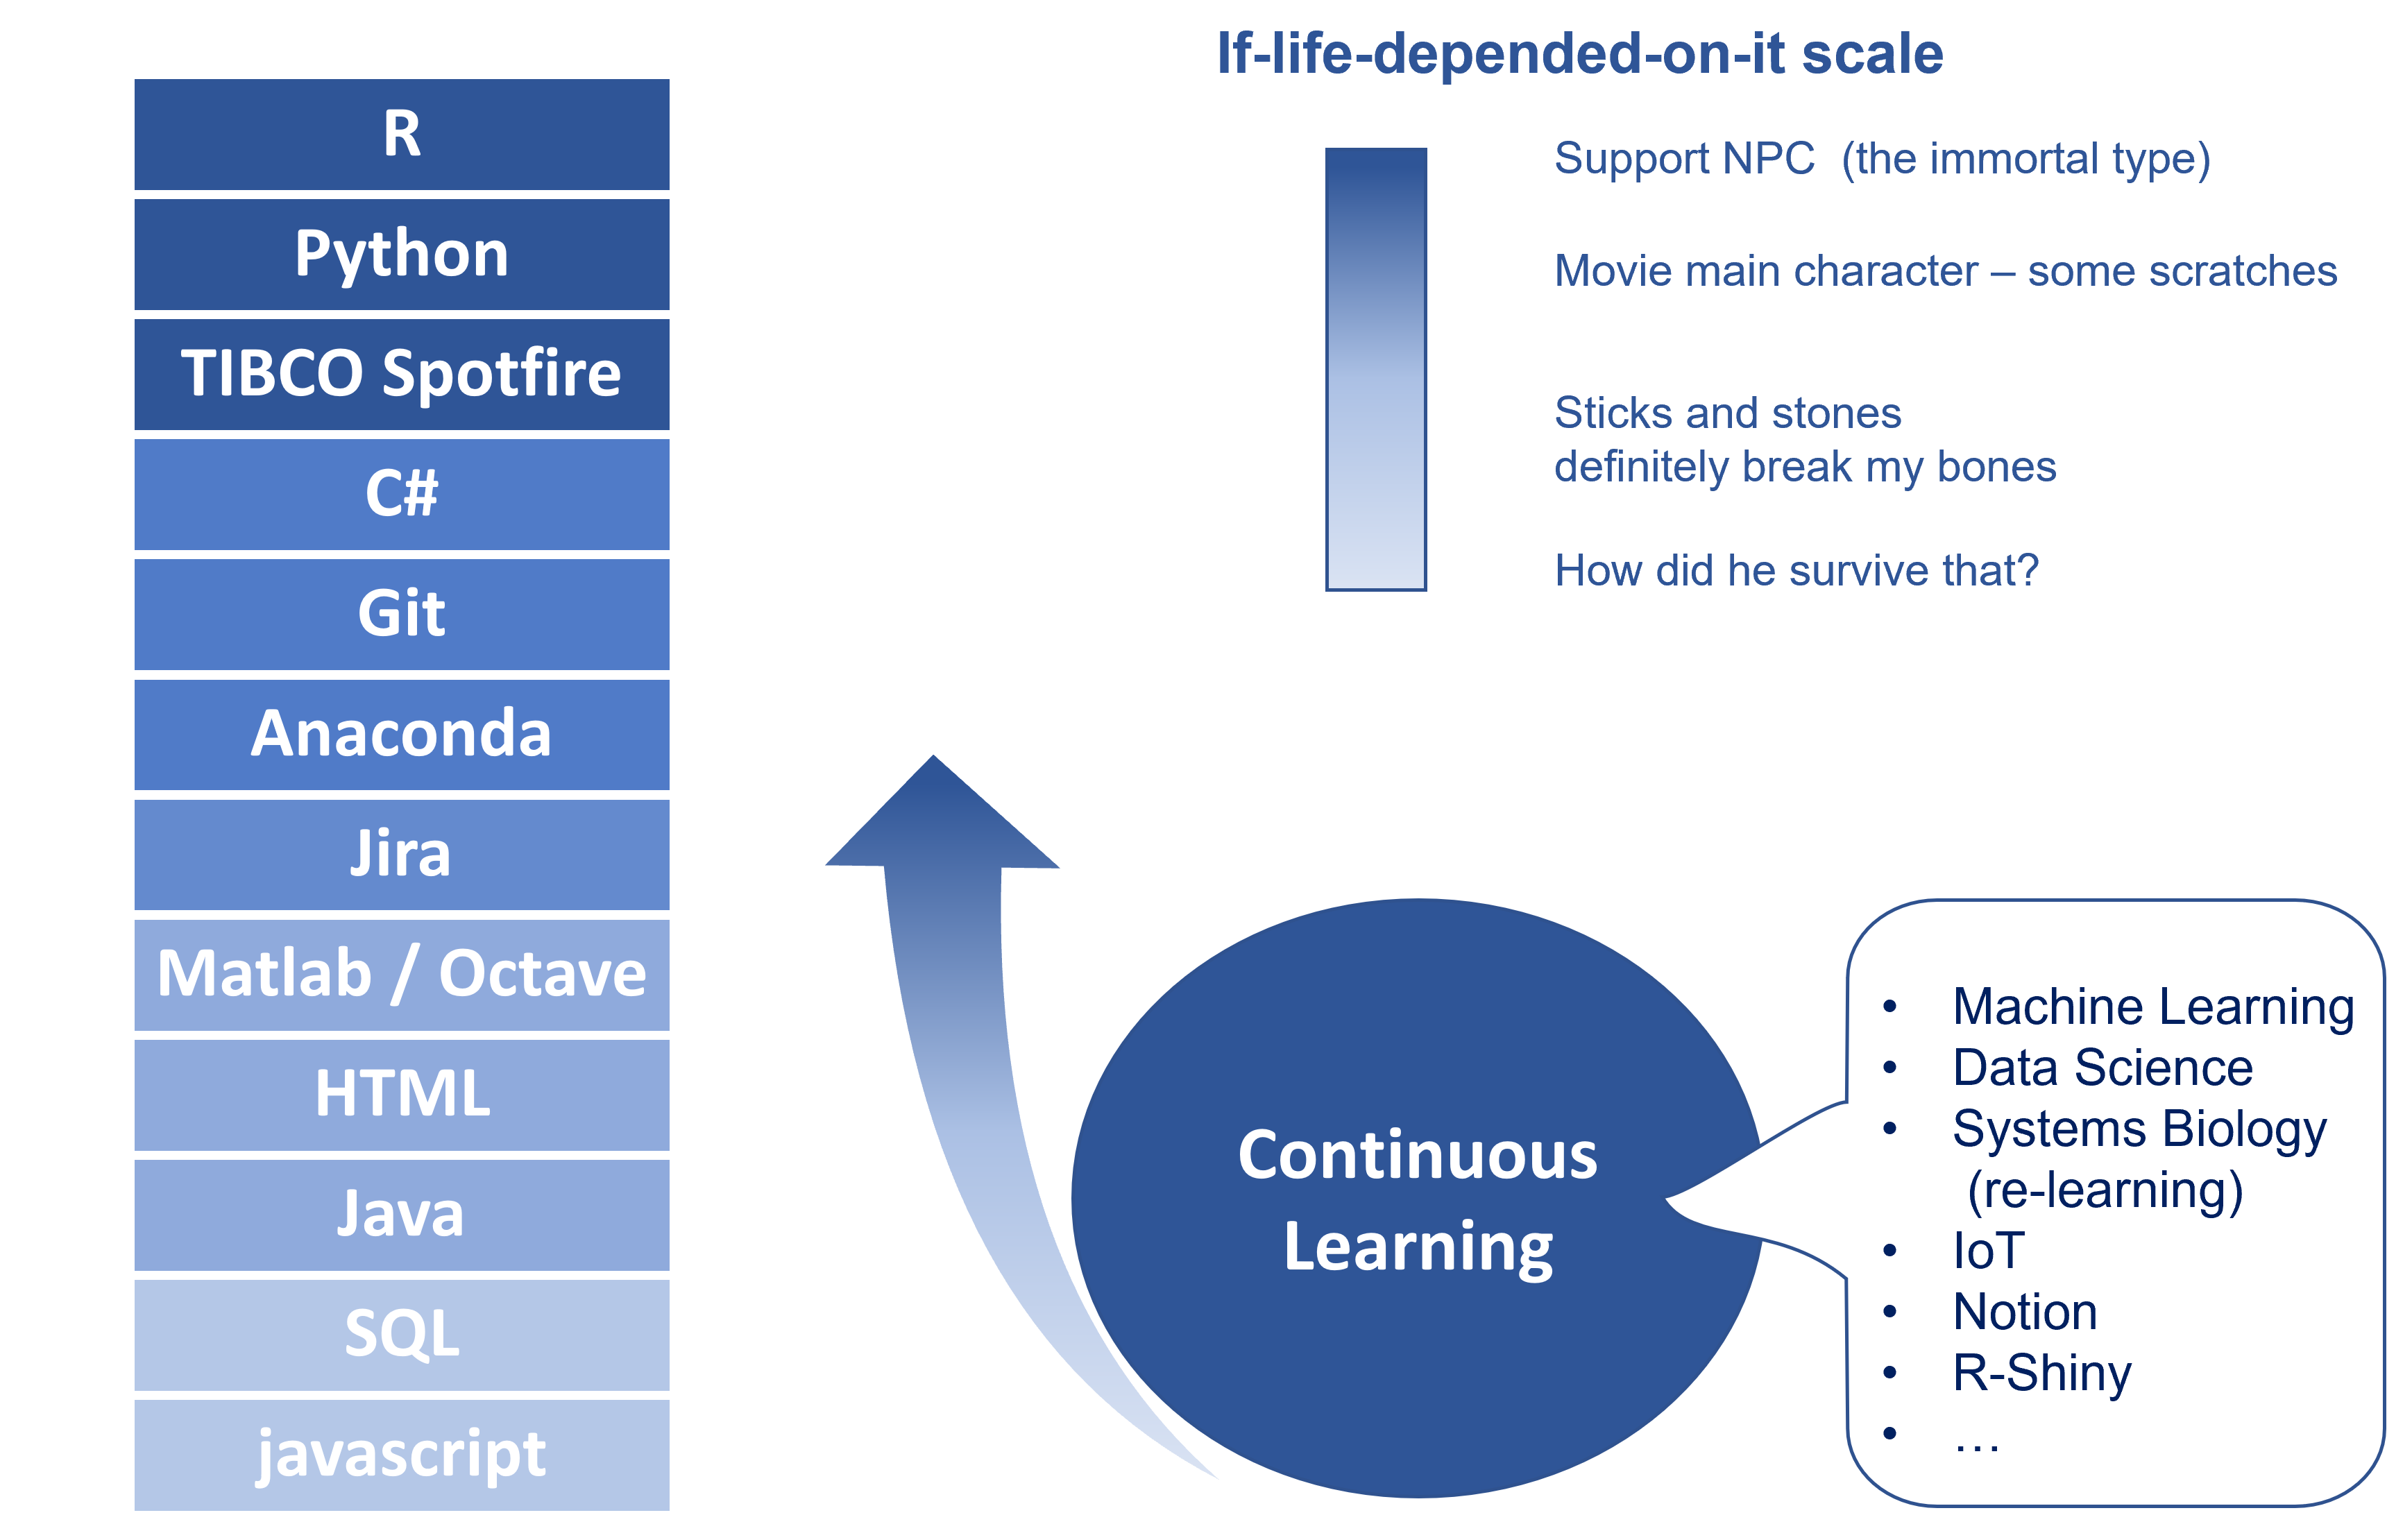 R
Python
TIBCO Spotfire
C#
Git
Anaconda
Jira
Matlab / Octave
HTML
Java
SQL
javascript
If-life-depended-on-it scale
Support NPC  (the immortal type)
Movie main character – some scratches
Sticks and stones
definitely break my bones
How did he survive that?
Continuous
Learning
• Machine Learning
• Data Science
• Systems Biology
(re-learning)
• IoT
• Notion
• R-Shiny
• …